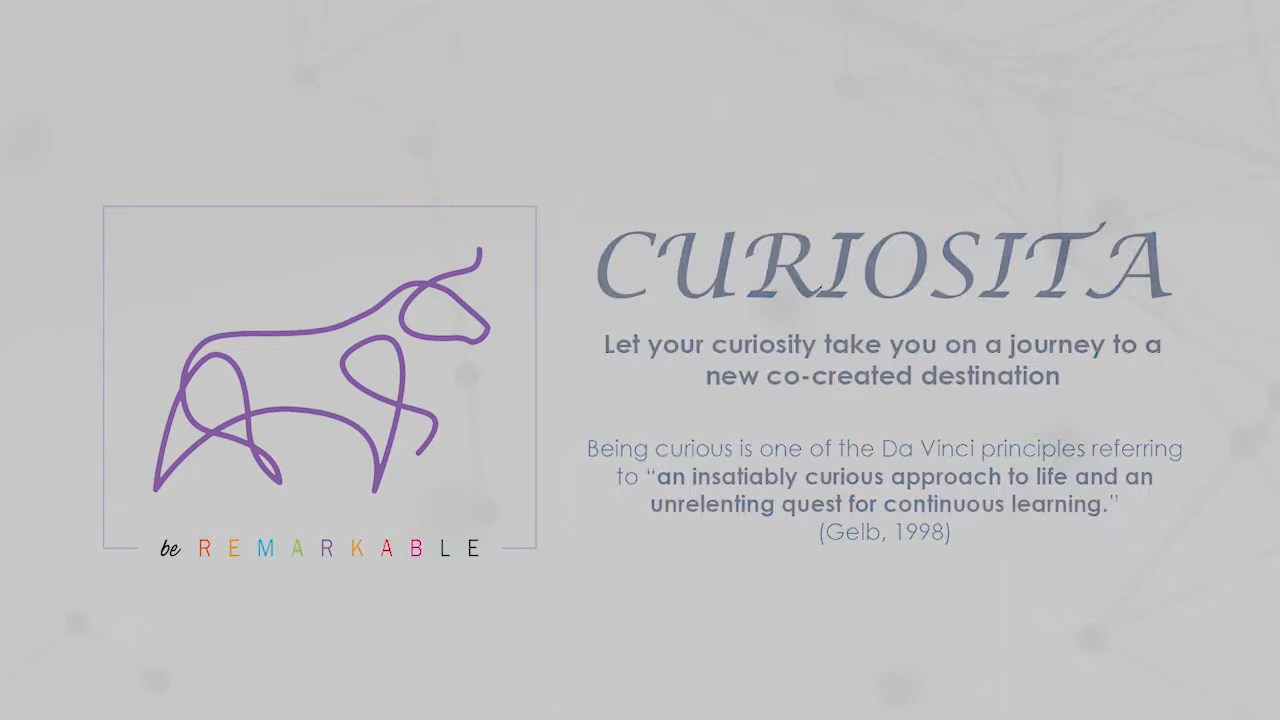 CURIOSITA
Let your curiosity take you on a journey to a
new co-created destination
Being curious is one of the Da Vinci principles referring
to “an insatiably curious approach to life and an
unrelenting quest for continuous learning.”
(Gelb, 1998)
be REMARKABLE